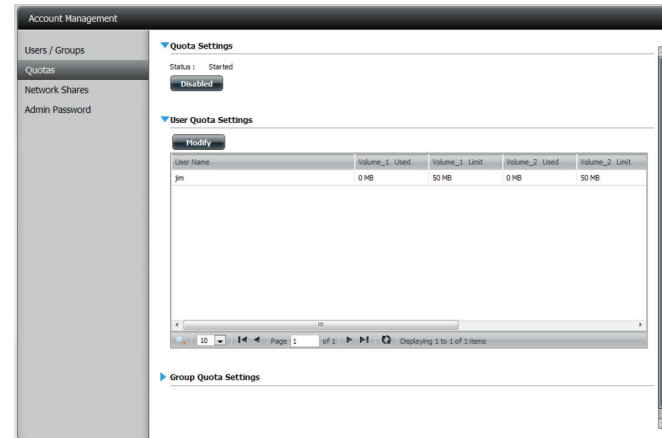 Account Management
Users / Groups
Quotas
Network Shares
Admin Password
Quota Settings
Status : Started
Disabled
User Quota Settings
Modify
User Name Volume_1 Used Volume_1 Limit Volume_2 Used Volume_2 Limit
jim 0 MB 50 MB 0 MB 50 MB
10 Page 1 of 1 Displaying 1 to 1 of 1 items
Group Quota Settings